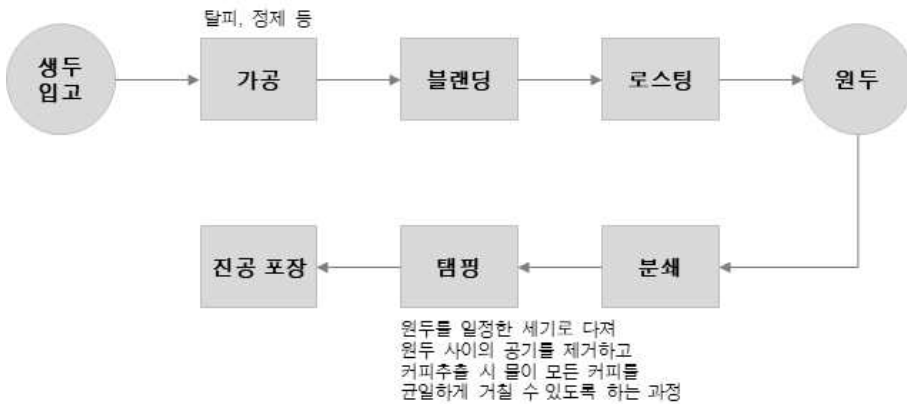 탈피, 정제 등
생두
입고
가공
블랜딩
로스팅
원두
진공 포장
탬핑
분쇄
원두를 일정한 세기로 다져
원두 사이의 공기를 제거하고
커피추출 시 물이 모든 커피를
균일하게 거칠 수 있도록 하는 과정